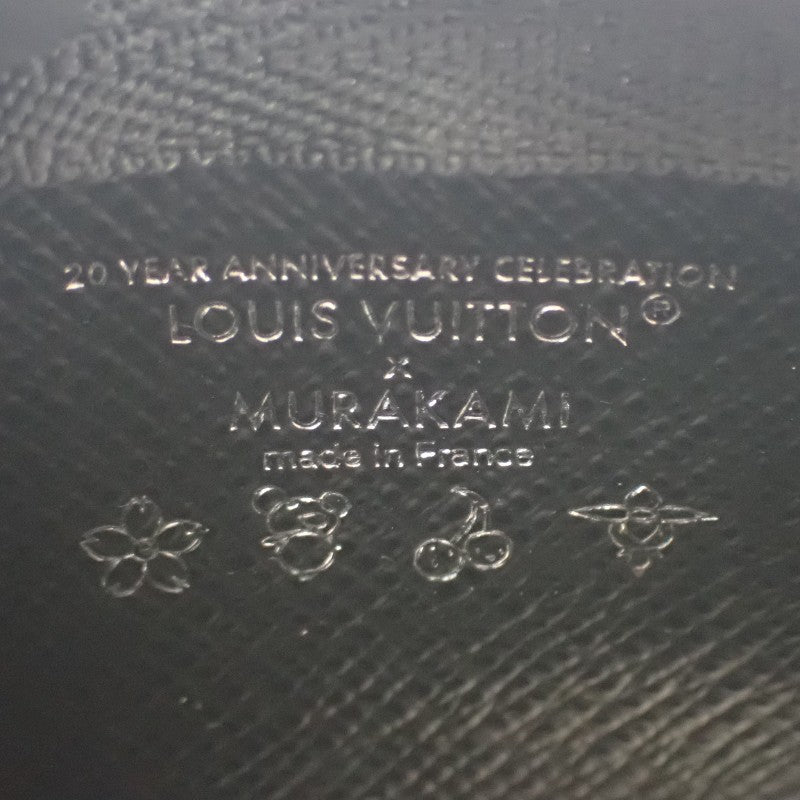 20 YEAR ANNIVERSARY CELEBRATION
LOUIS VUITTON®
x
MURAKAMI
made in France